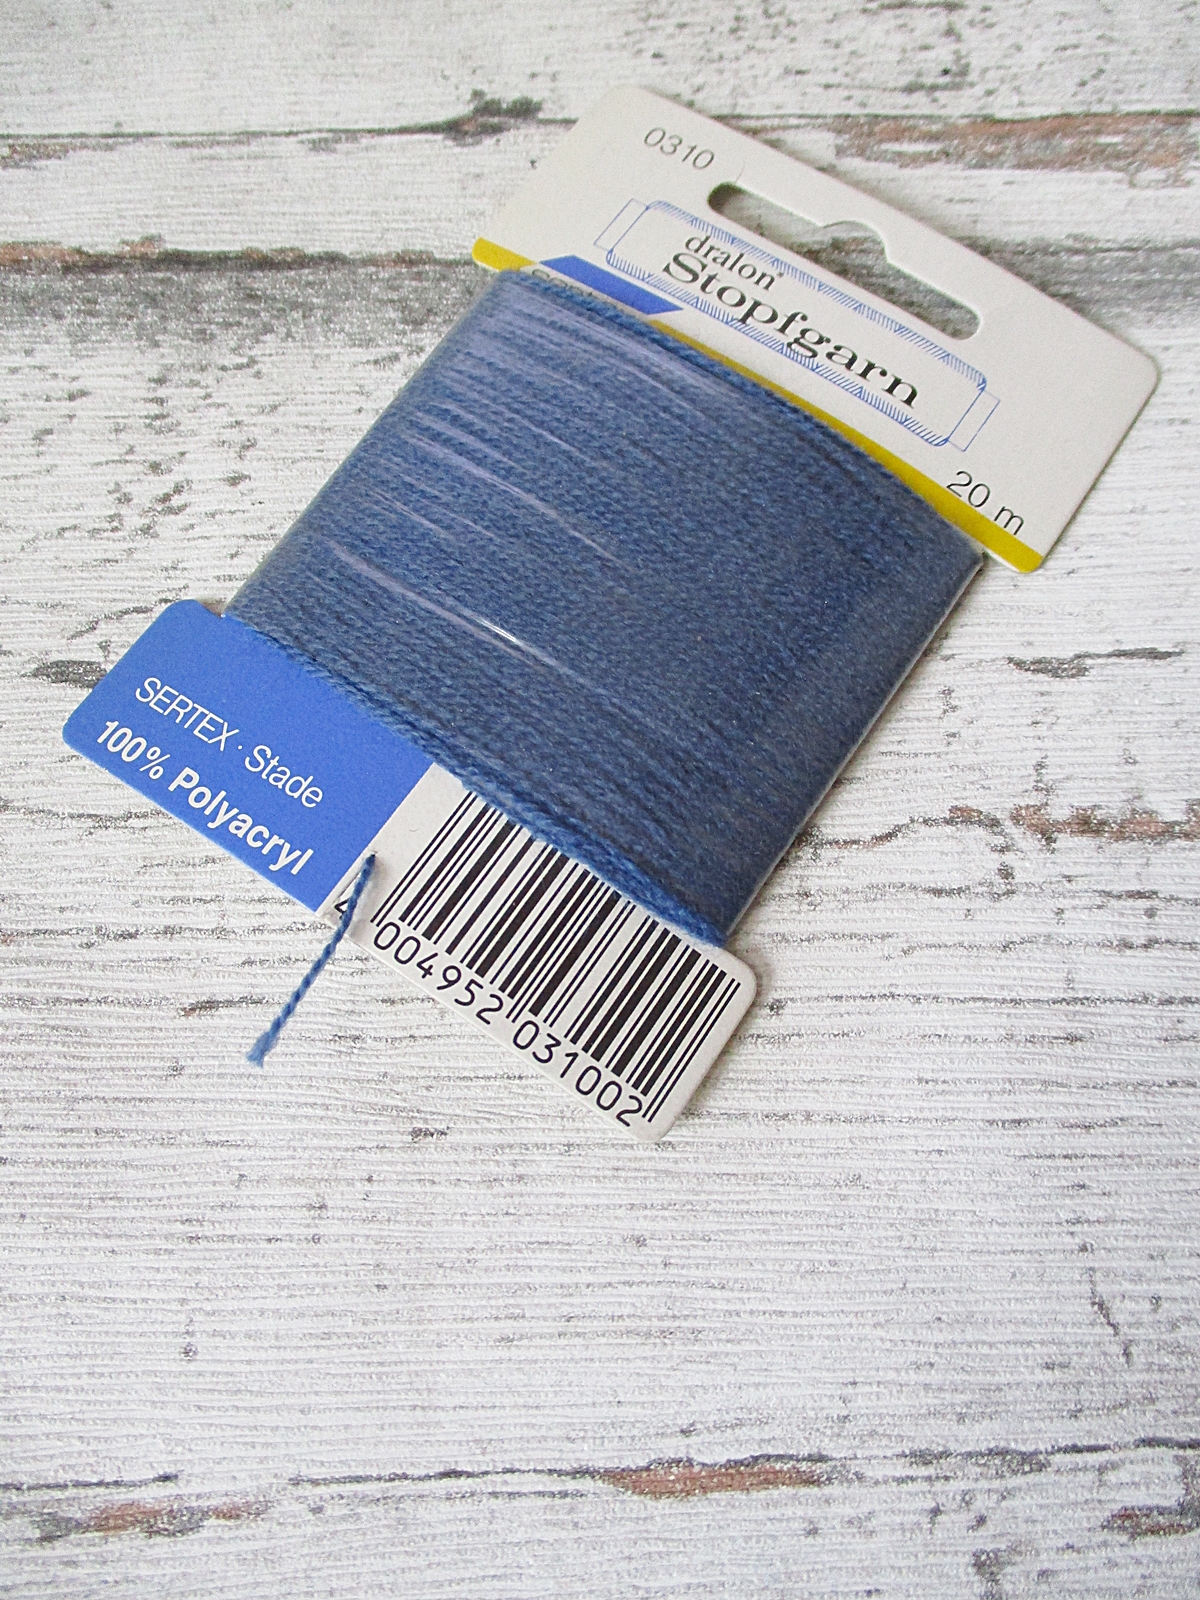 0310
dralon®
Stopfgarn
20 m
SERTEX · Stade
100% Polyacryl
4 004952 031002